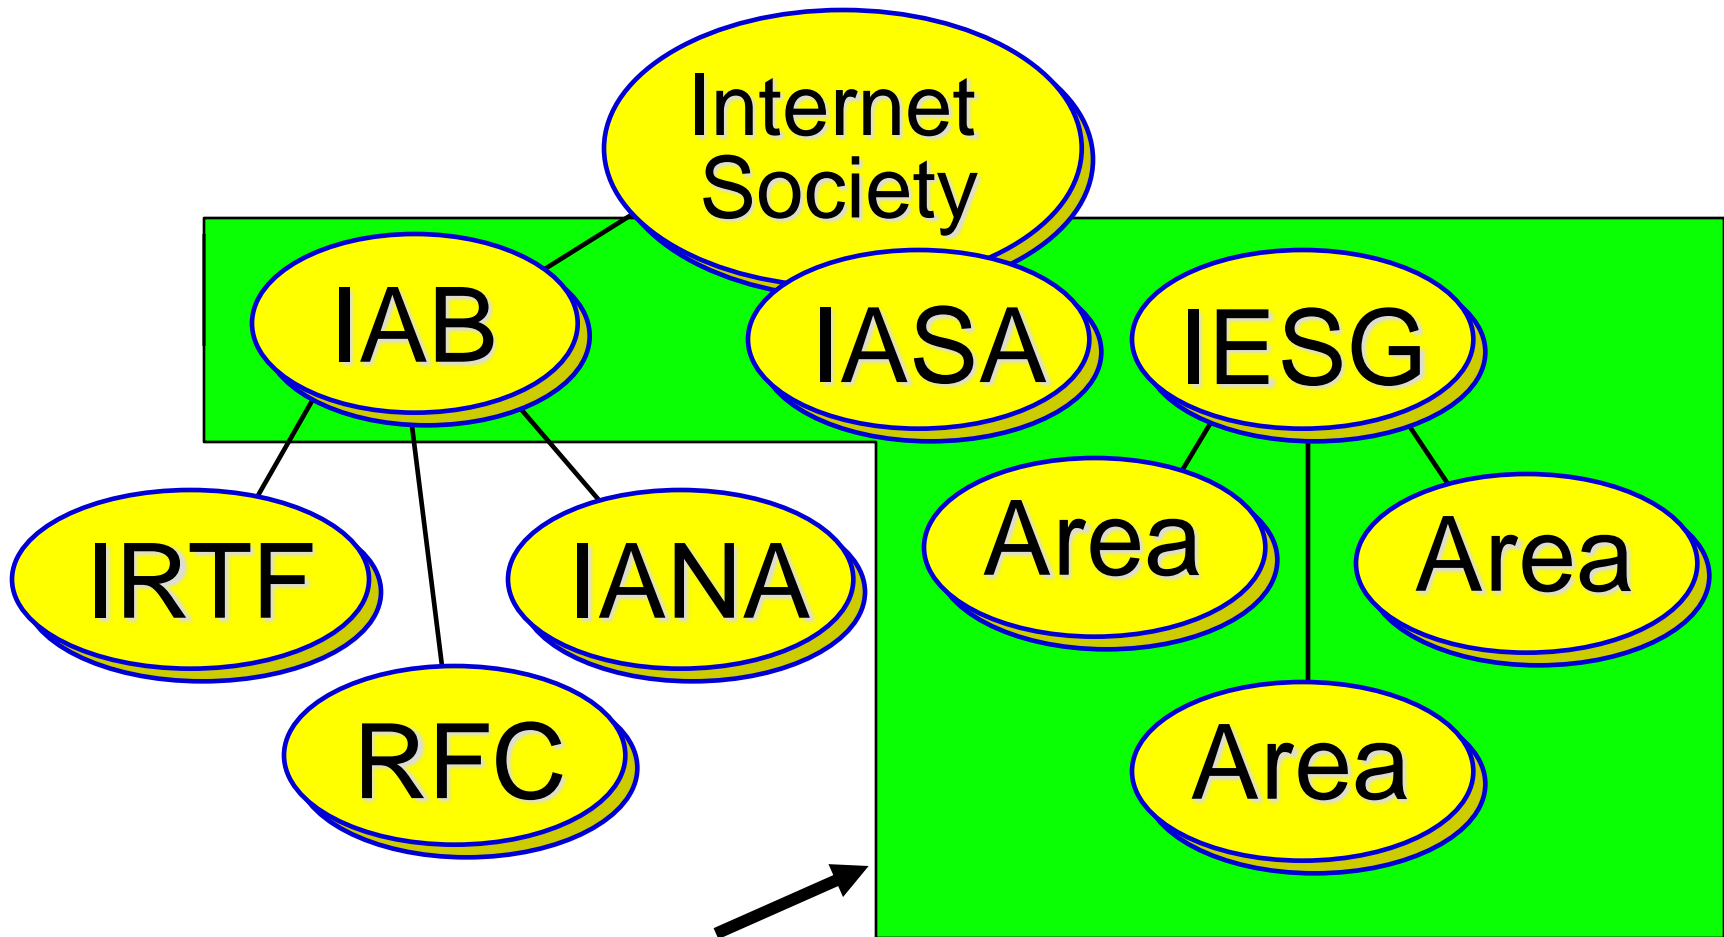 Internet
Society
IAB
IASA
IESG
IRTF
IANA
Area
Area
RFC
Area